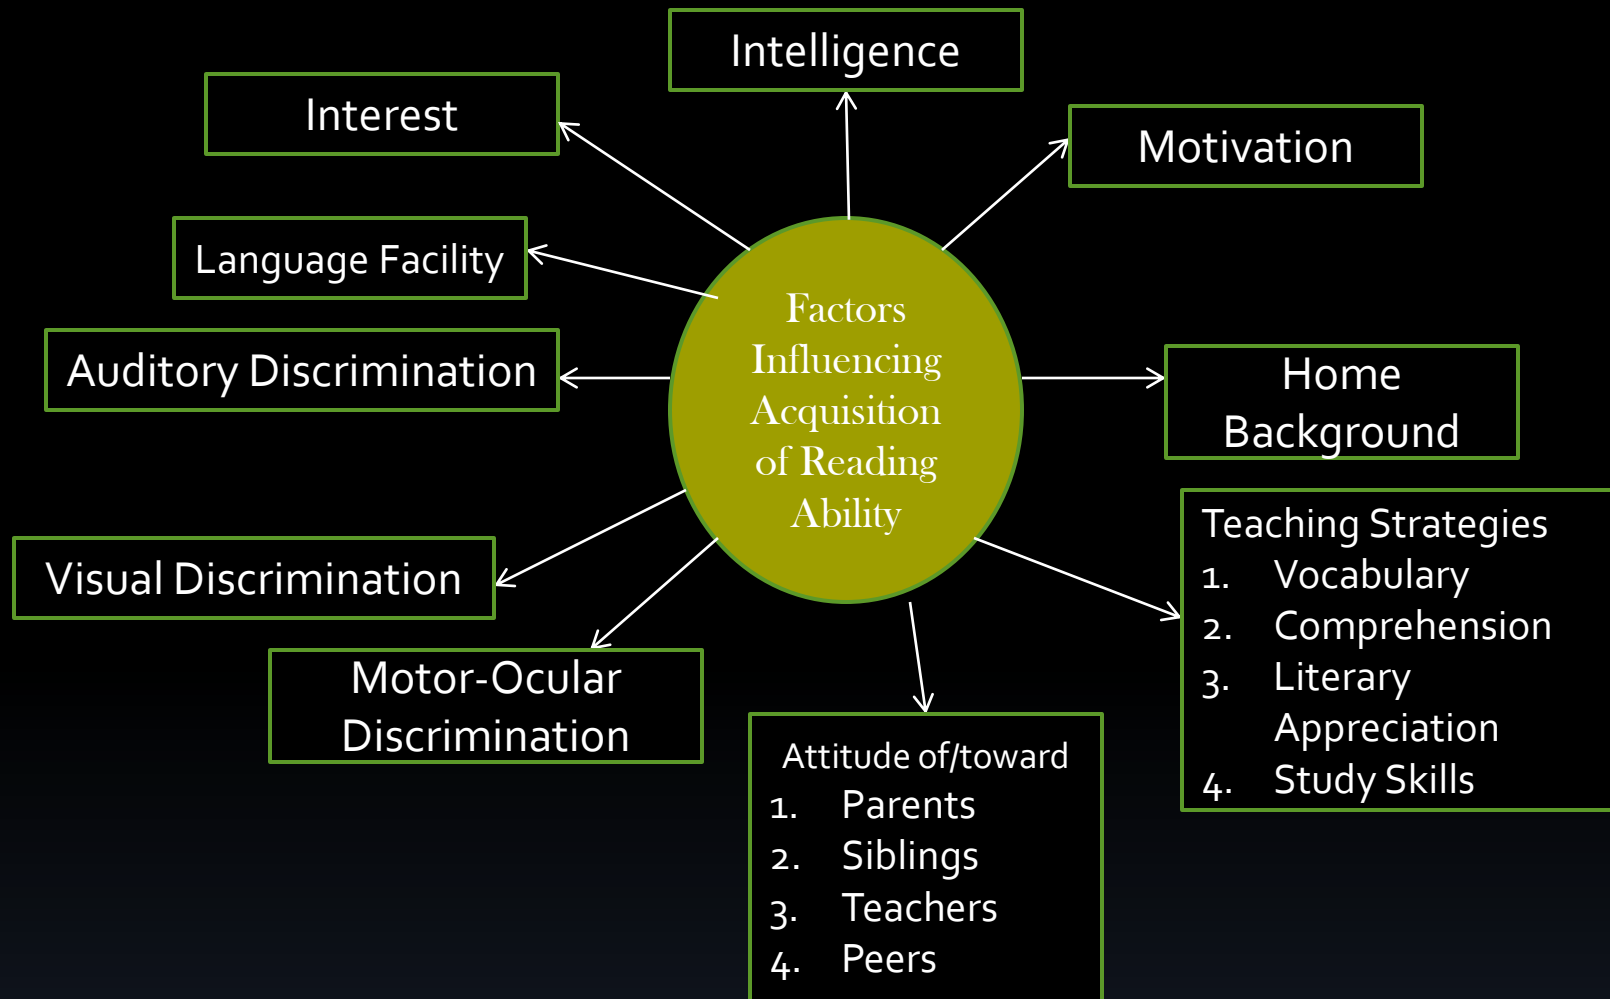 Intelligence
Interest
Motivation
Language Facility
Factors
Influencing
Acquisition
of Reading
Ability
Auditory Discrimination
Home
Background
Visual Discrimination
Teaching Strategies
1. Vocabulary
2. Comprehension
3. Literary
Appreciation
4. Study Skills
Motor-Ocular
Discrimination
Attitude of/toward
1. Parents
2. Siblings
3. Teachers
4. Peers